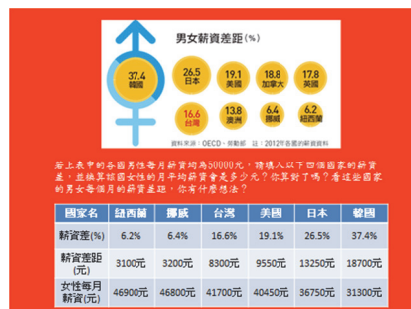 男女薪資差距(%)
37.4
韓國
26.5
日本
19.1
美國
18.8
加拿大
17.8
英國
16.6
台灣
13.8
澳洲
6.4
挪威
6.2
紐西蘭
資料來源：OECD、勞動部 註：2012年各國的薪資資料
若上表中的各國男性每月薪資均為50000元，請填入以下四個國家的薪資
差，並換算該國女性的月平均薪資會是多少元？你算對了嗎？看這些國家
的男女每個月的薪資差距，你有什麼想法？
國家名 紐西蘭 挪威 台灣 美國 日本 韓國
薪資差(%) 6.2% 6.4% 16.6% 19.1% 26.5% 37.4%
薪資差距(元) 3100元 3200元 8300元 9550元 13250元 18700元
女性每月薪資(元) 46900元 46800元 41700元 40450元 36750元 31300元